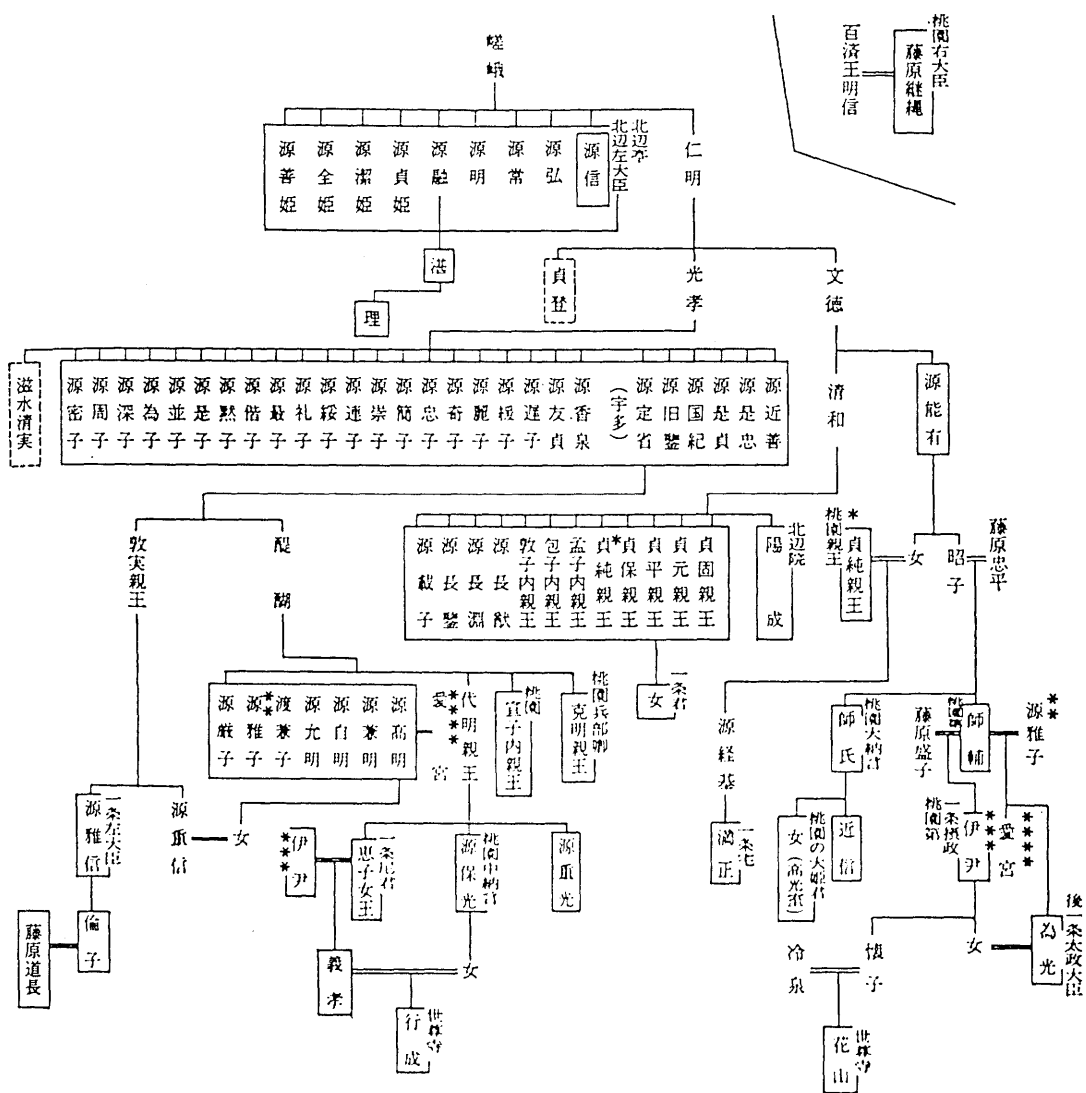 桃園右大臣
藤原継縄
百済王明信
嵯峨
仁明
北辺亭
北辺左大臣
源信
源弘
源常
源明
源融
源貞姫
源潔姫
源全姫
源善姫
湛
理
文徳
光孝
貞登
源能有
清和
源近善
源是忠
源是貞
源国紀
源旧鑒
源定省
(宇多)
源香泉
源友貞
源遅子
源綏子
源麗子
源奇子
源忠子
源簡子
源崇子
源連子
源綏子
源礼子
源最子
源偕子
源黙子
源是子
源並子
源為子
源深子
源周子
源密子
滋水清実
藤原忠平
昭子
女
*
桃園親王
貞純親王
北辺院
陽成
貞固親王
貞元親王
貞平親王
貞保親王
*貞純親王
孟子内親王
包子内親王
敦子内親王
源長猷
源長淵
源長鑒
源載子
醍醐
敦実親王
一条君
女
桃園兵部卿
克明親王
桃園
宣子内親王
代明親王
****
愛宮
源高明
源兼明
源自明
源允明
渡兼子
**
源雅子
源厳子
**
源雅子
師輔
藤原盛子
桃園大納言
師氏
源経基
****
愛宮
***
伊尹
一条摂政
桃園第
近信
桃園の大姫君
女(高光室)
一条宅
満正
源重光
桃園中納言
源保光
一条尼君
恵子女王
伊尹
***
女
源重信
一条左大臣
源雅信
倫子
藤原道長
後一条太政大臣
為光
女
懐子
冷泉
女
義孝
世尊寺
行成
世尊寺
花山